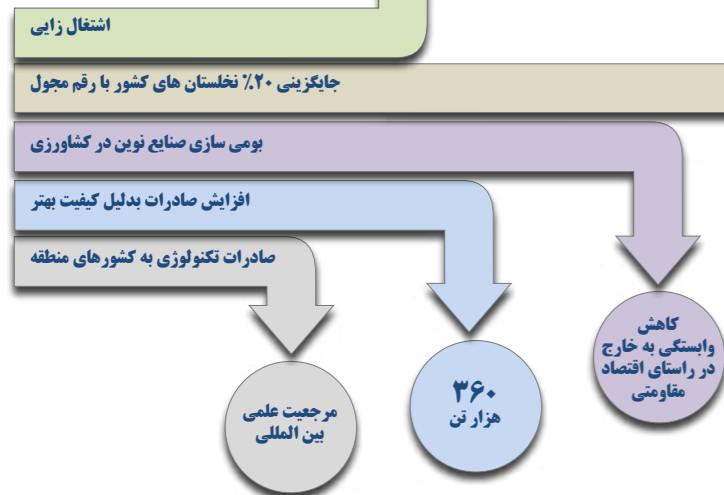 اشتغال زایی
جایگزینی ۲۰٪ نخلستان های کشور با رقم مجول
بومی سازی صنایع نوین در کشاورزی
افزایش صادرات بدلیل کیفیت بهتر
صادرات تکنولوژی به کشورهای منطقه
کاهش
وابستگی به خارج
در راستای اقتصاد
مقاومتی
۳۶۰
هزار تن
مرجعیت علمی
بین المللی